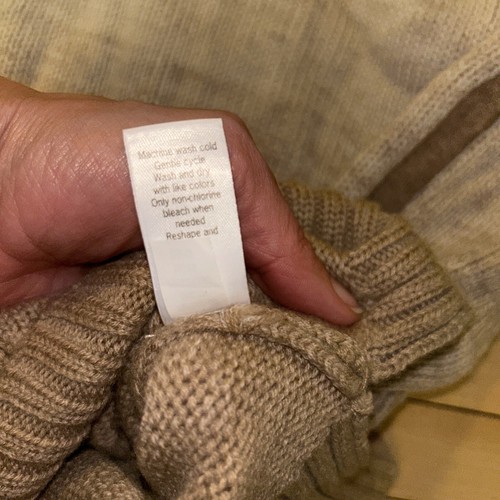 Machine wash cold
Gentle cycle
Wash and dry
with like colors
Only non-chlorine
bleach when
needed
Reshape and